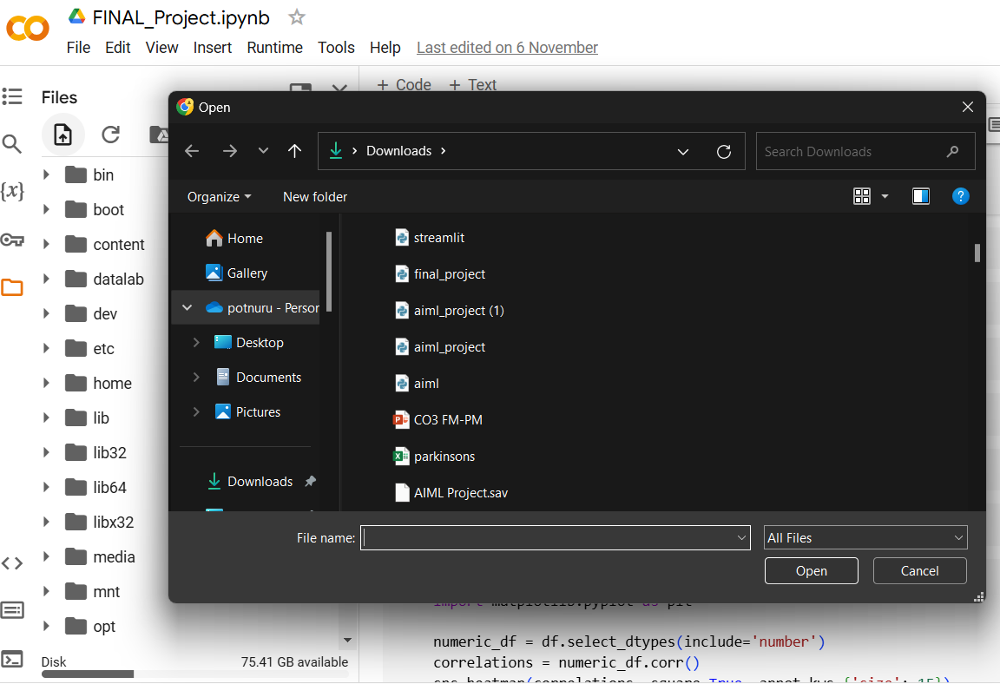 FINAL_Project.ipynb
File Edit View Insert Runtime Tools Help Last edited on 6 November
+ Code + Text
Files
bin
boot
content
datalab
dev
etc
home
lib
lib32
lib64
libx32
media
mnt
opt
Disk 75.41 GB available
{x}
Open
Downloads
Search Downloads
Organize New folder
Home
Gallery
potnuru - Person
Desktop
Documents
Pictures
Downloads
streamlit
final_project
aiml_project (1)
aiml_project
aiml
CO3 FM-PM
parkinsons
AIML Project.sav
File name:
All Files
Open Cancel
import matplotlib.pyplot as plt
numeric_df = df.select_dtypes(include='number')
correlations = numeric_df.corr()
sns.heatmap(correlations, square=True, annot_kws={'size': 15})